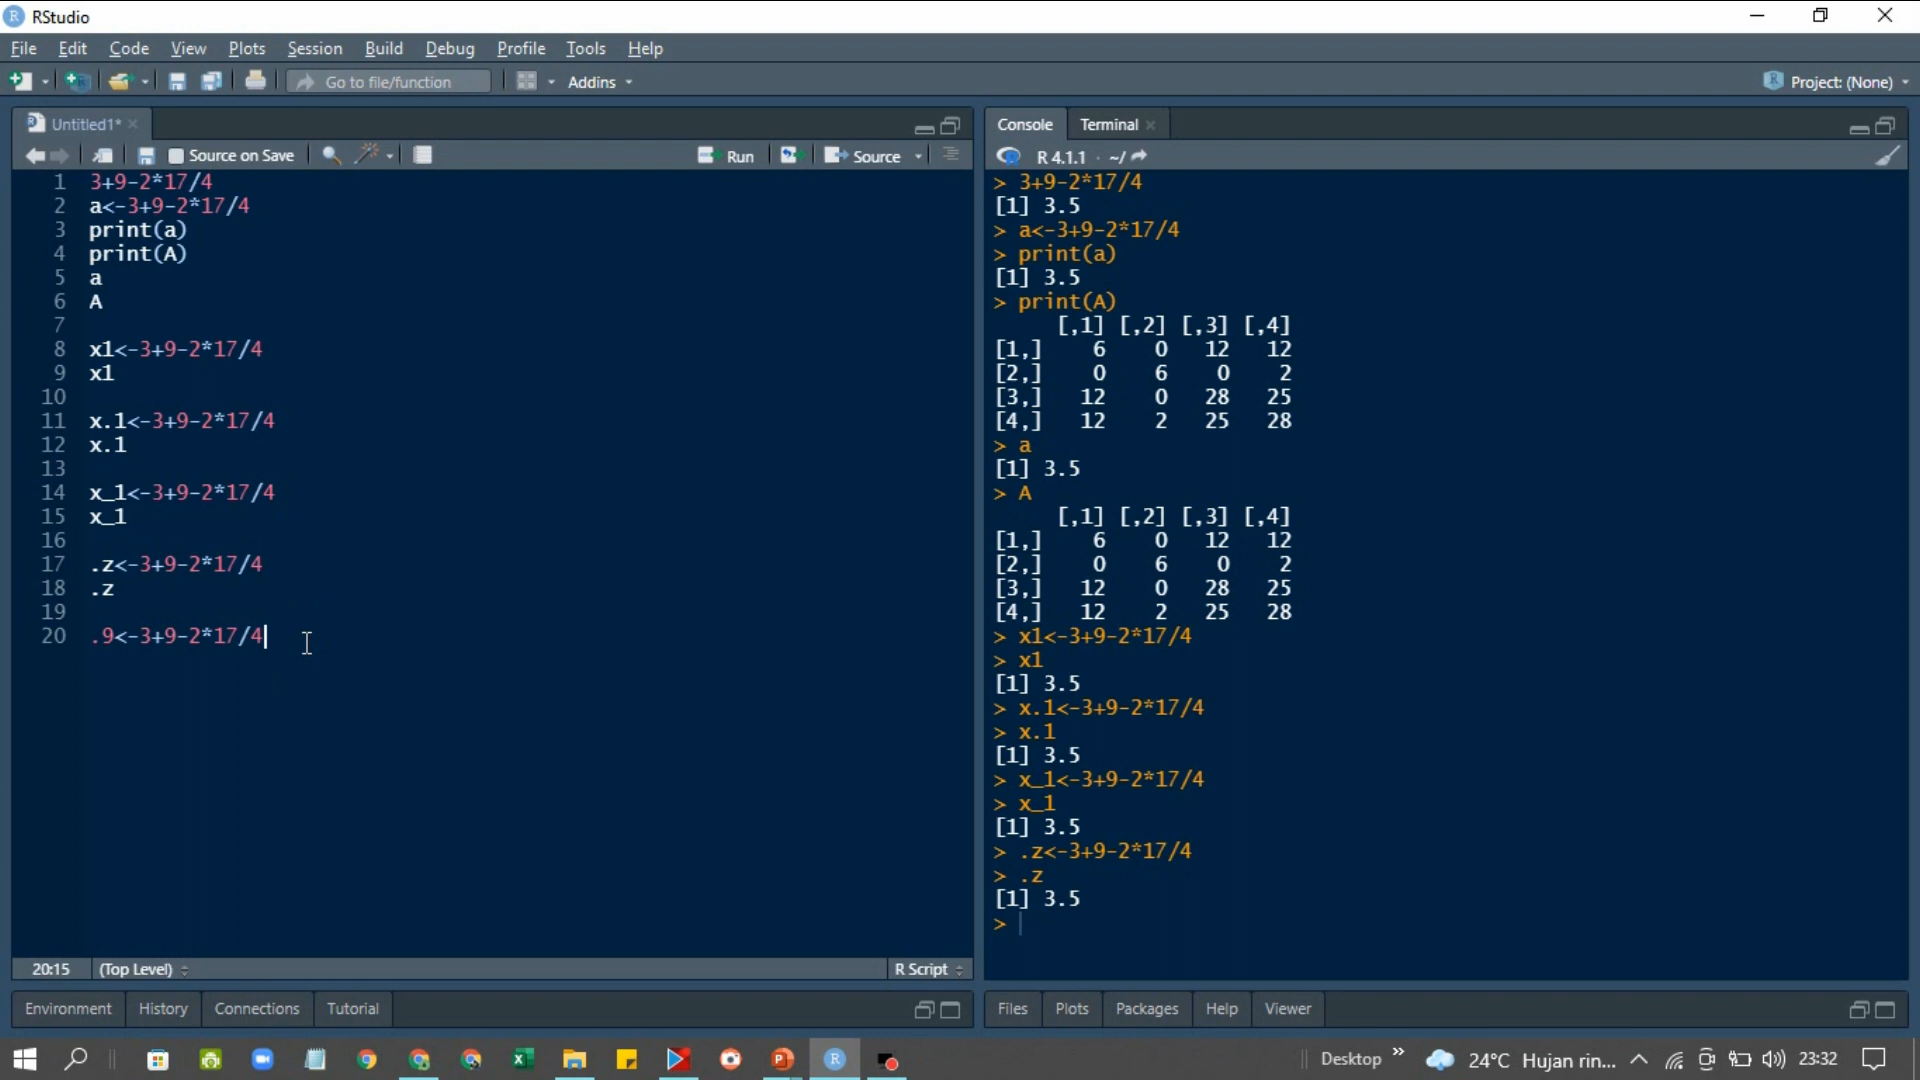 RStudio
File Edit Code View Plots Session Build Debug Profile Tools Help
Go to file/function Addins Project: (None)
Untitled1*
Source on Save Run Source
1 3+9-2*17/4
2 a<-3+9-2*17/4
3 print(a)
4 print(A)
5 a
6 A
7
8 x1<-3+9-2*17/4
9 x1
10
11 x.1<-3+9-2*17/4
12 x.1
13
14 x_1<-3+9-2*17/4
15 x_1
16
17 .z<-3+9-2*17/4
18 .z
19
20 .9<-3+9-2*17/4
20:15 (Top Level) R Script
Environment History Connections Tutorial
Console Terminal
R 4.1.1 · ~/
> 3+9-2*17/4
[1] 3.5
> a<-3+9-2*17/4
> print(a)
[1] 3.5
> print(A)
[,1] [,2] [,3] [,4]
[1,] 6 0 12 12
[2,] 0 6 0 2
[3,] 12 0 28 25
[4,] 12 2 25 28
> a
[1] 3.5
> A
[,1] [,2] [,3] [,4]
[1,] 6 0 12 12
[2,] 0 6 0 2
[3,] 12 0 28 25
[4,] 12 2 25 28
> x1<-3+9-2*17/4
> x1
[1] 3.5
> x.1<-3+9-2*17/4
> x.1
[1] 3.5
> x_1<-3+9-2*17/4
> x_1
[1] 3.5
> .z<-3+9-2*17/4
> .z
[1] 3.5
>
Files Plots Packages Help Viewer
Desktop 24°C Hujan rin... 23:32